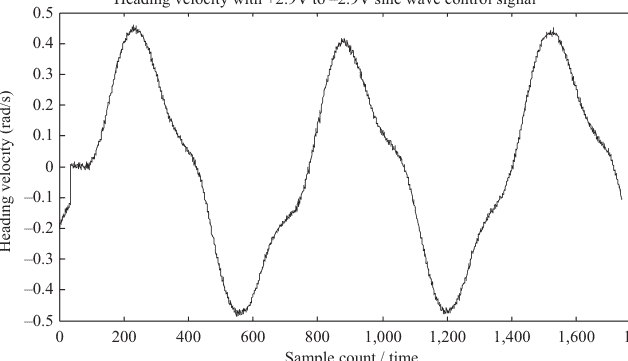 Heading velocity with +2.9V to –2.9V sine wave control signal
0.5
0.4
0.3
0.2
0.1
0
–0.1
–0.2
–0.3
–0.4
–0.5
Heading velocity (rad/s)
0 200 400 600 800 1,000 1,200 1,400 1,600
Sample count / time